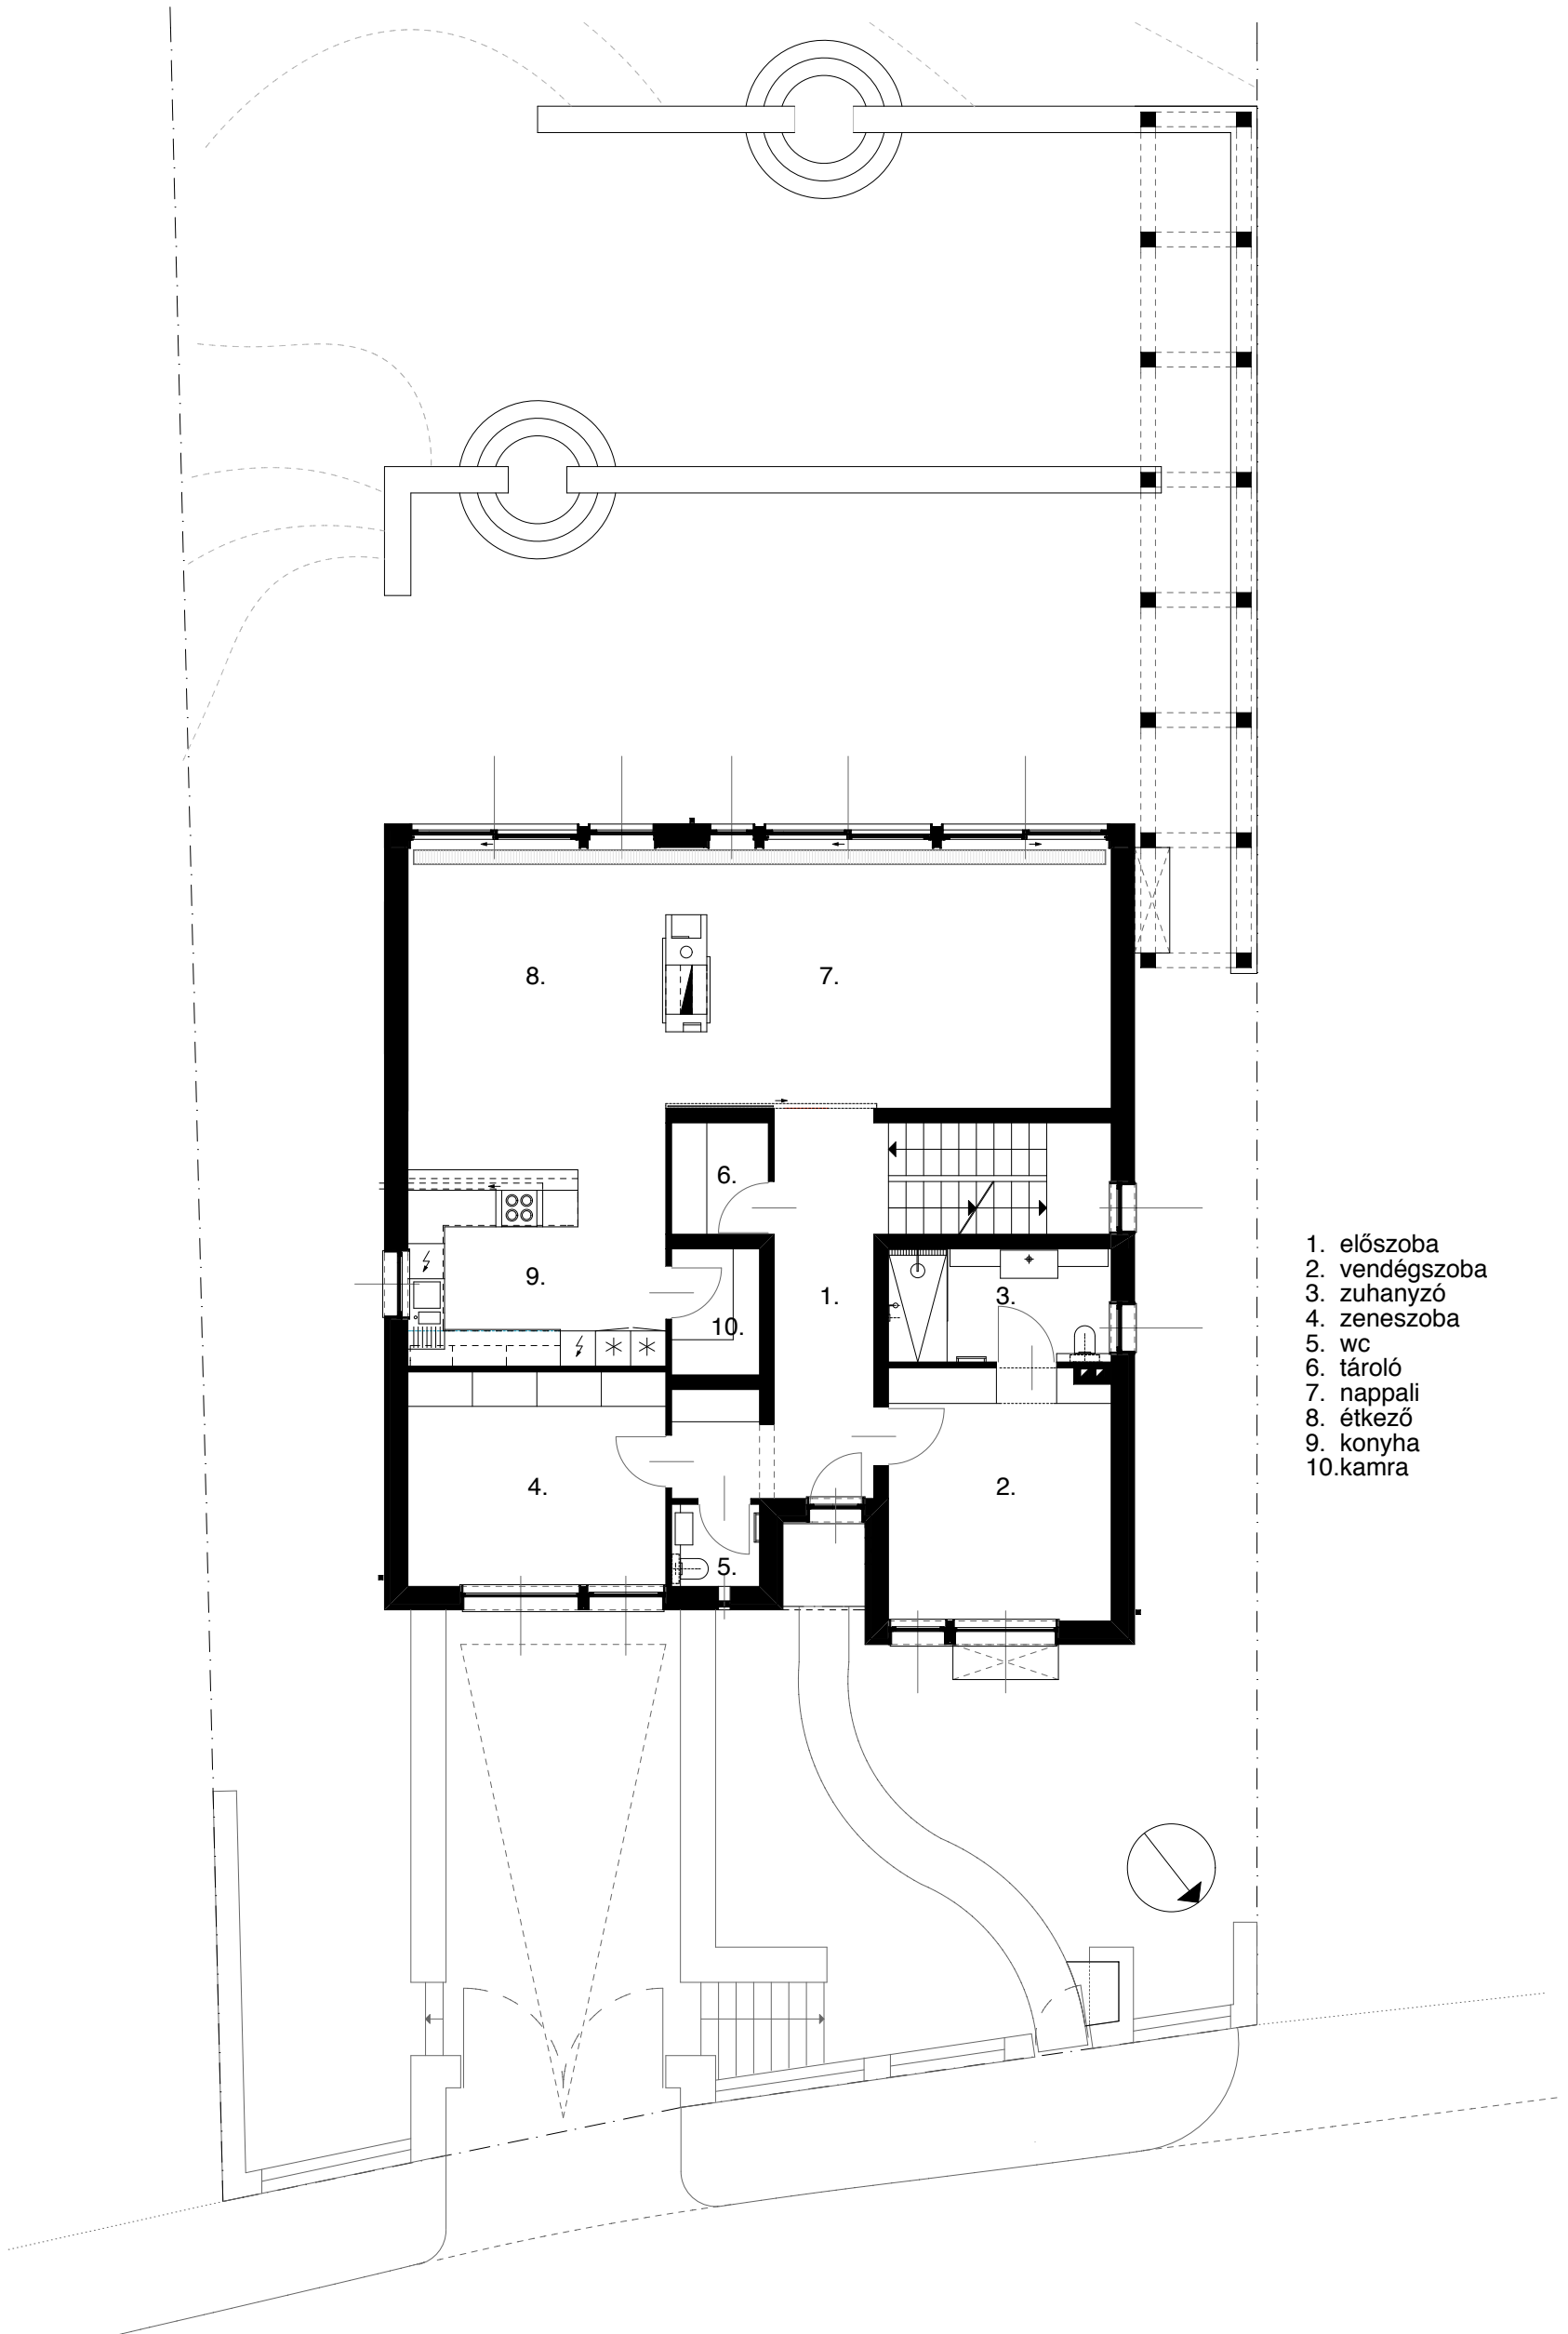 8.
7.
6.
9.
1.
3.
10.
4.
2.
5.
1. előszoba
2. vendégszoba
3. zuhanyzó
4. zeneszoba
5. wc
6. tároló
7. nappali
8. étkező
9. konyha
10.kamra